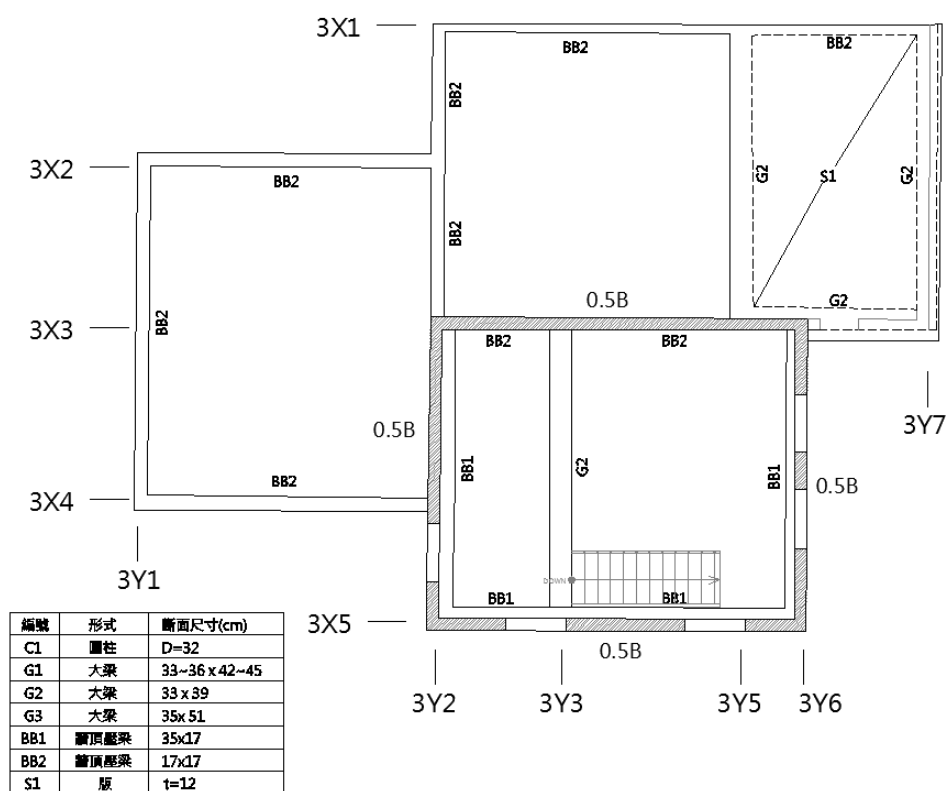 3X1
BB2
BB2
BB2
BB2
G2
S1
G2
G2
3X2
BB2
BB2
3X3
BB2
0.5B
BB2
BB2
3Y7
0.5B
BB1
G2
BB1
0.5B
3X4
BB2
DOWN
BB1
BB1
3Y1
3X5
0.5B
3Y2
3Y3
3Y5
3Y6
編號 形式 斷面尺寸(cm)
C1 圓柱 D=32
G1 大梁 33~36 x 42~45
G2 大梁 33 x 39
G3 大梁 35x 51
BB1 牆頂壓梁 35x17
BB2 牆頂壓梁 17x17
S1 版 t=12